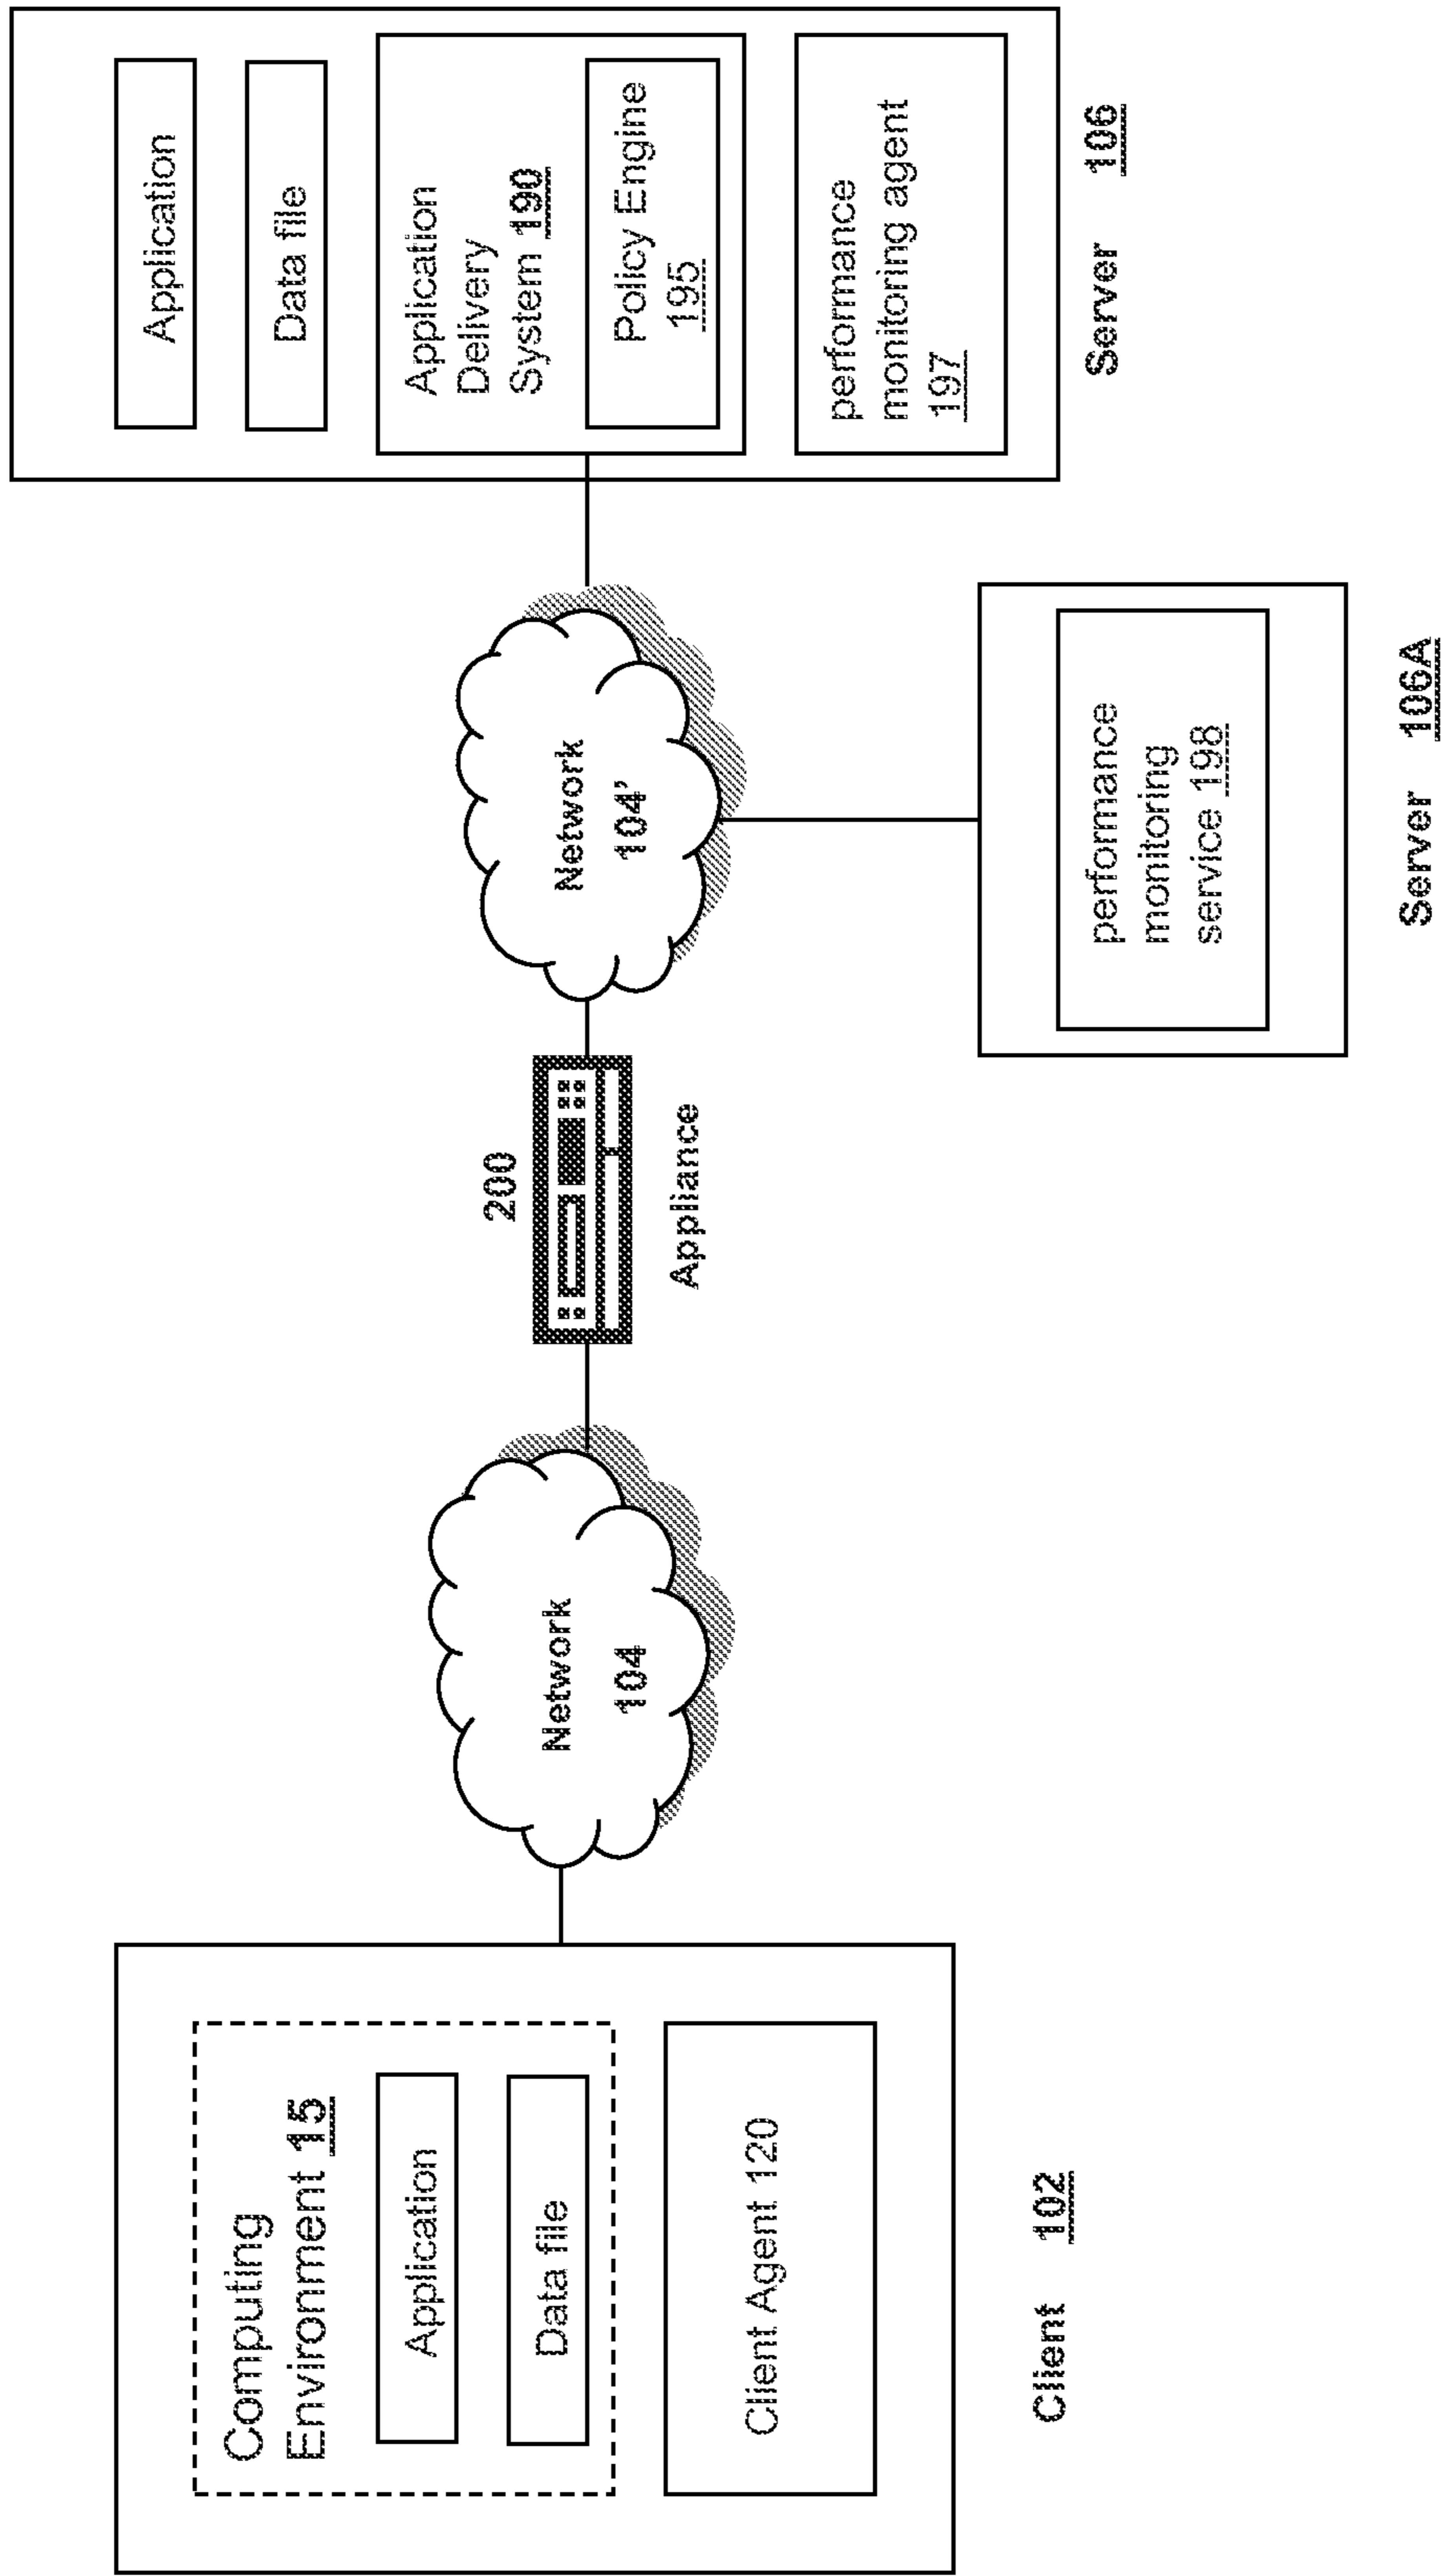 Computing
Environment 15
Application
Data file
Client Agent 120
Client 102
Network
104
200
Appliance
Network
104'
performance
monitoring
service 198
Server 106A
Application
Data file
Application
Delivery
System 190
Policy Engine
195
performance
monitoring agent
197
Server 106